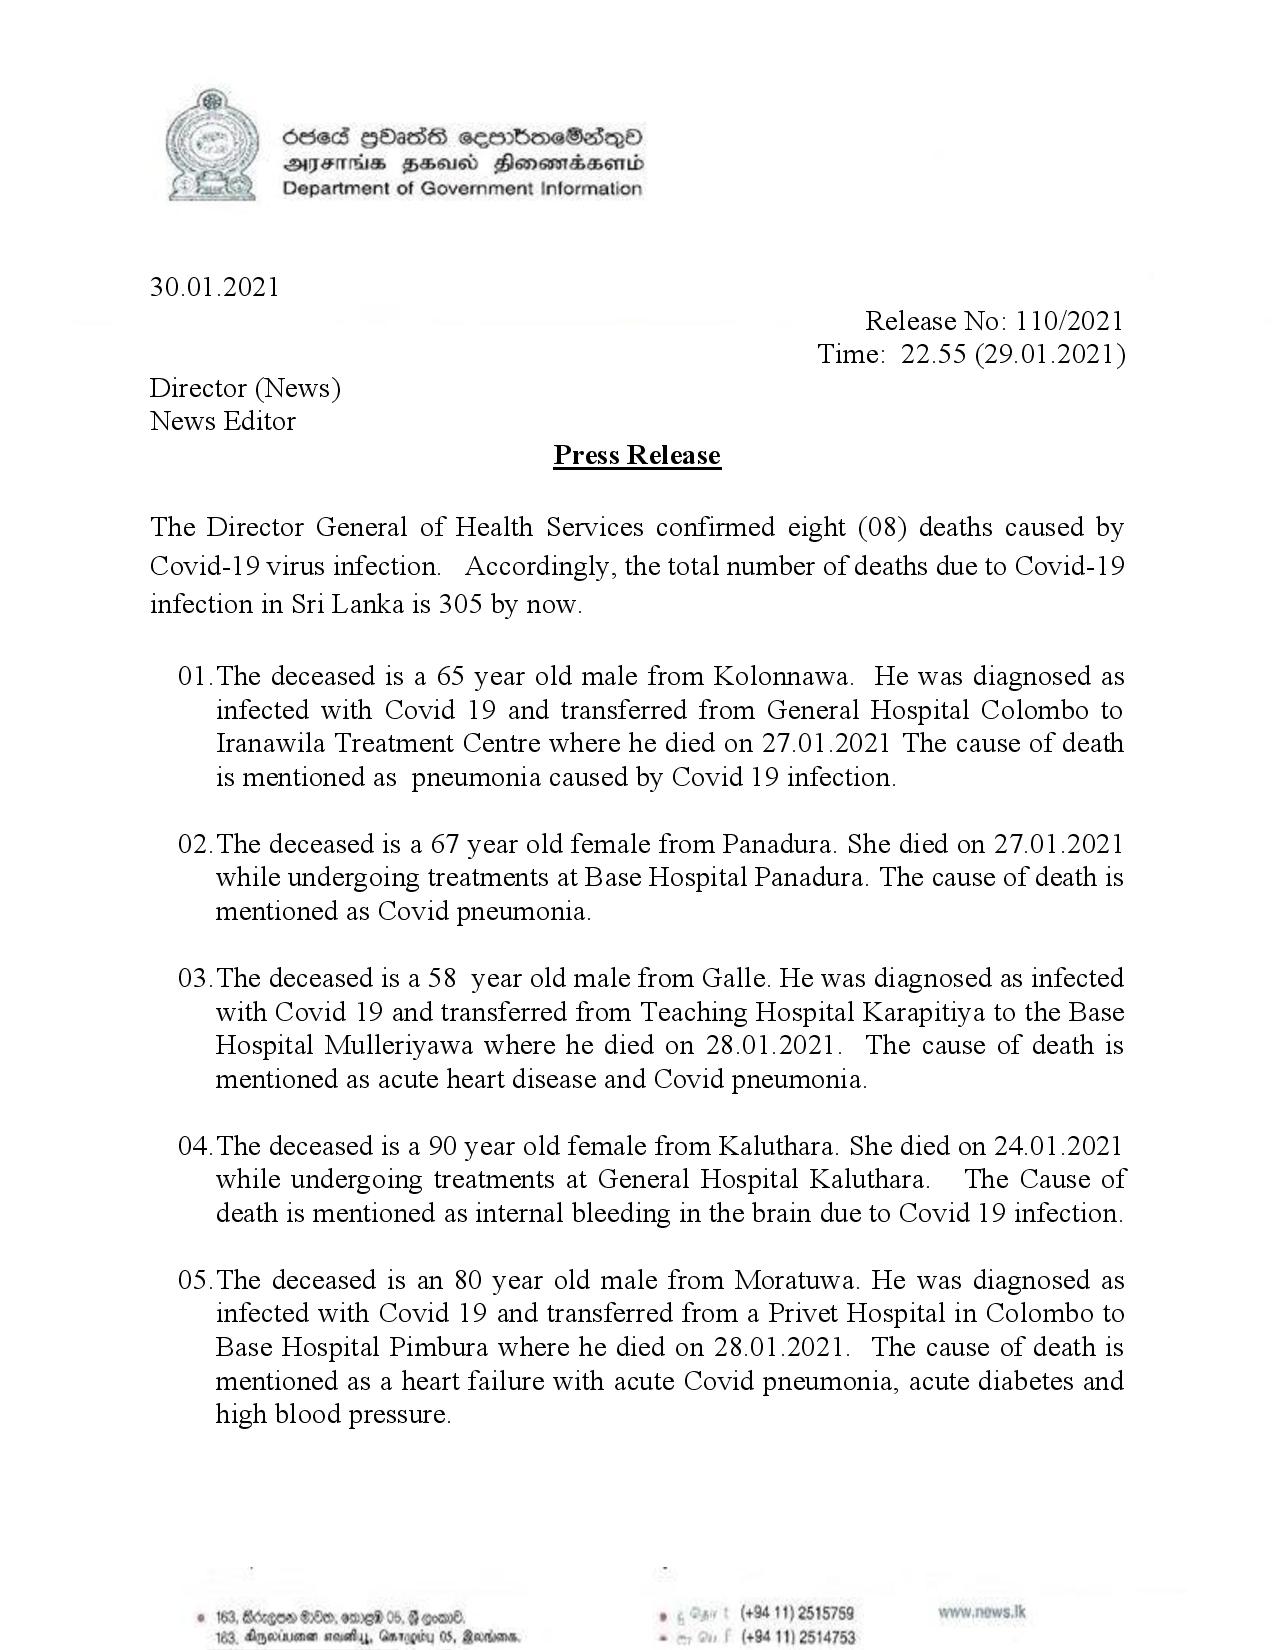 රජයේ ප්‍රවෘත්ති දෙපාර්තමේන්තුව
அரசாங்க தகவல் திணைக்களம்
Department of Government Information
30.01.2021
Release No: 110/2021
Time: 22.55 (29.01.2021)
Director (News)
News Editor
Press Release
The Director General of Health Services confirmed eight (08) deaths caused by
Covid-19 virus infection. Accordingly, the total number of deaths due to Covid-19
infection in Sri Lanka is 305 by now.
01. The deceased is a 65 year old male from Kolonnawa. He was diagnosed as
infected with Covid 19 and transferred from General Hospital Colombo to
Iranawila Treatment Centre where he died on 27.01.2021 The cause of death
is mentioned as pneumonia caused by Covid 19 infection.
02. The deceased is a 67 year old female from Panadura. She died on 27.01.2021
while undergoing treatments at Base Hospital Panadura. The cause of death is
mentioned as Covid pneumonia.
03. The deceased is a 58 year old male from Galle. He was diagnosed as infected
with Covid 19 and transferred from Teaching Hospital Karapitiya to the Base
Hospital Mulleriyawa where he died on 28.01.2021. The cause of death is
mentioned as acute heart disease and Covid pneumonia.
04. The deceased is a 90 year old female from Kaluthara. She died on 24.01.2021
while undergoing treatments at General Hospital Kaluthara. The Cause of
death is mentioned as internal bleeding in the brain due to Covid 19 infection.
05. The deceased is an 80 year old male from Moratuwa. He was diagnosed as
infected with Covid 19 and transferred from a Privet Hospital in Colombo to
Base Hospital Pimbura where he died on 28.01.2021. The cause of death is
mentioned as a heart failure with acute Covid pneumonia, acute diabetes and
high blood pressure.
163, කිරුලපන මාවත, කොළඹ 05, ශ්‍රී ලංකාව.
(+94 11) 2515759
www.news.lk
163, கிருலப்பனை எவனியூ, கொழும்பு 05, இலங்கை.
(+94 11) 2514753